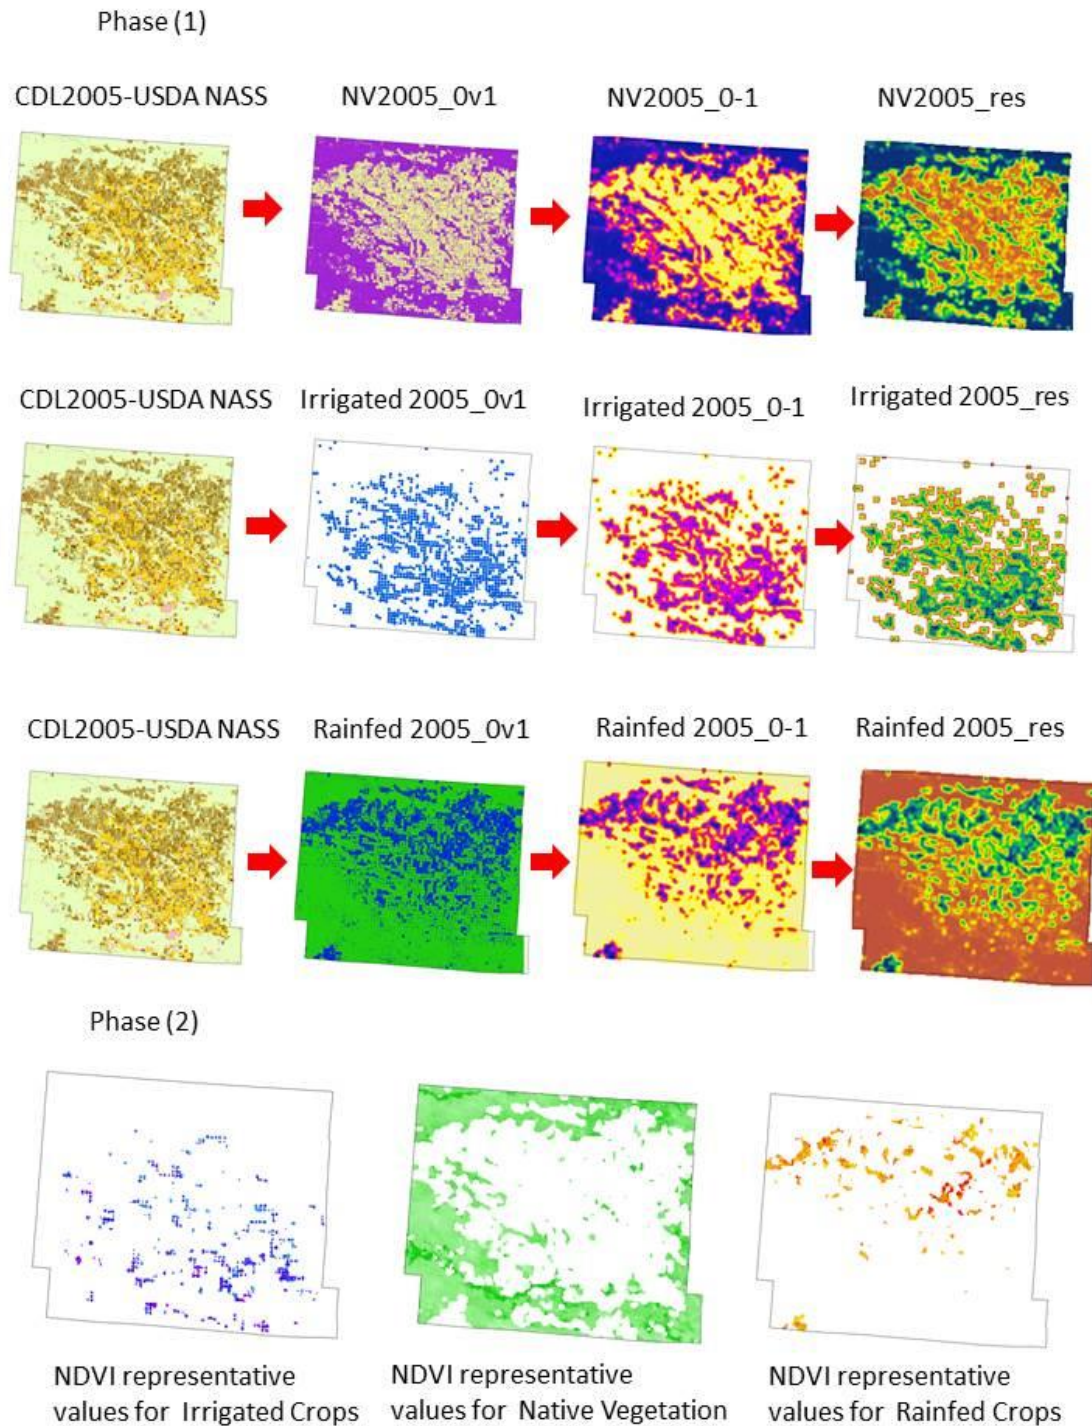 Phase (1)
CDL2005-USDA NASS
NV2005_0v1
NV2005_0-1
NV2005_res
CDL2005-USDA NASS
Irrigated 2005_0v1
Irrigated 2005_0-1
Irrigated 2005_res
CDL2005-USDA NASS
Rainfed 2005_0v1
Rainfed 2005_0-1
Rainfed 2005_res
Phase (2)
NDVI representative
values for Irrigated Crops
NDVI representative
values for Native Vegetation
NDVI representative
values for Rainfed Crops